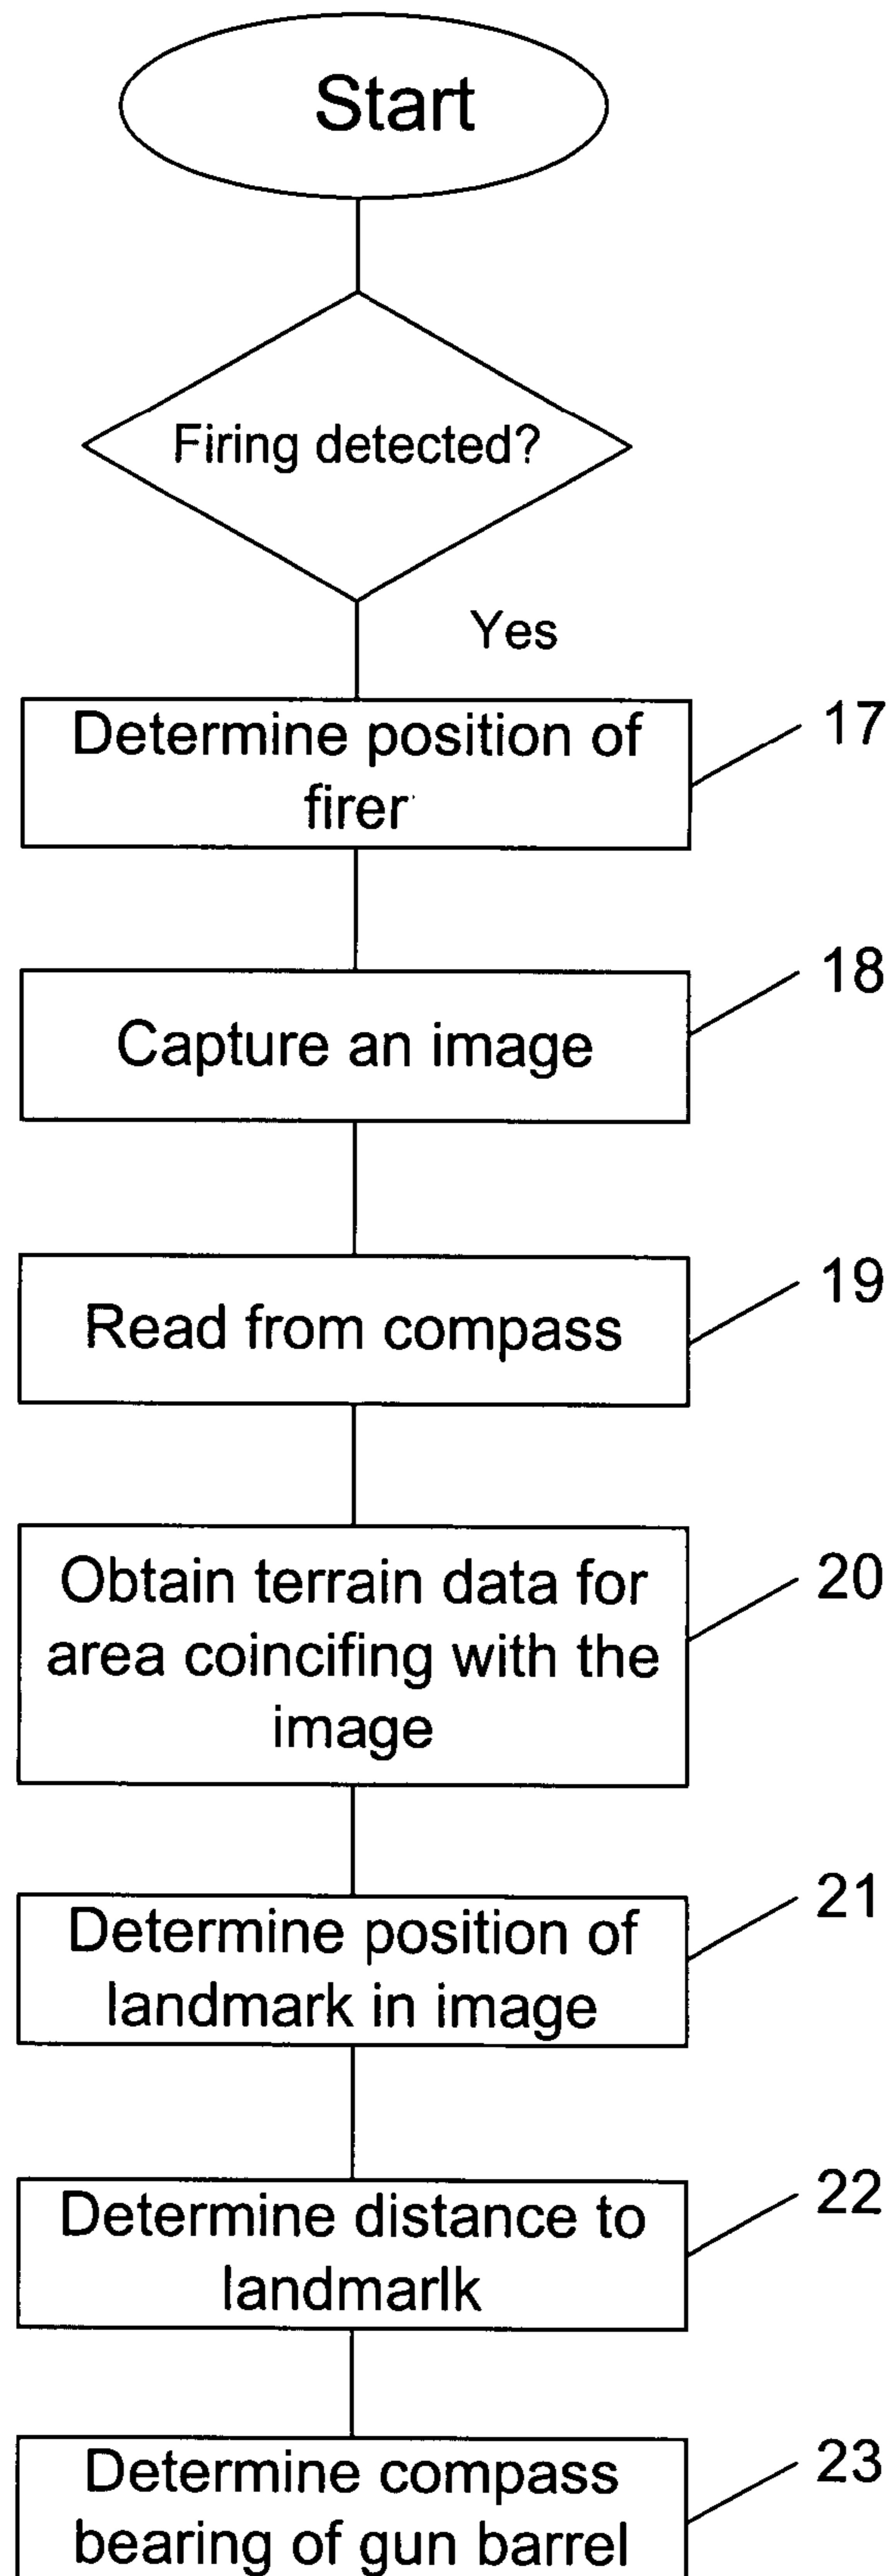 Start
Firing detected?
Yes
Determine position of
firer
17
Capture an image
18
Read from compass
19
Obtain terrain data for
area coincifing with the
image
20
Determine position of
landmark in image
21
Determine distance to
landmarlk
22
Determine compass
bearing of gun barrel
23